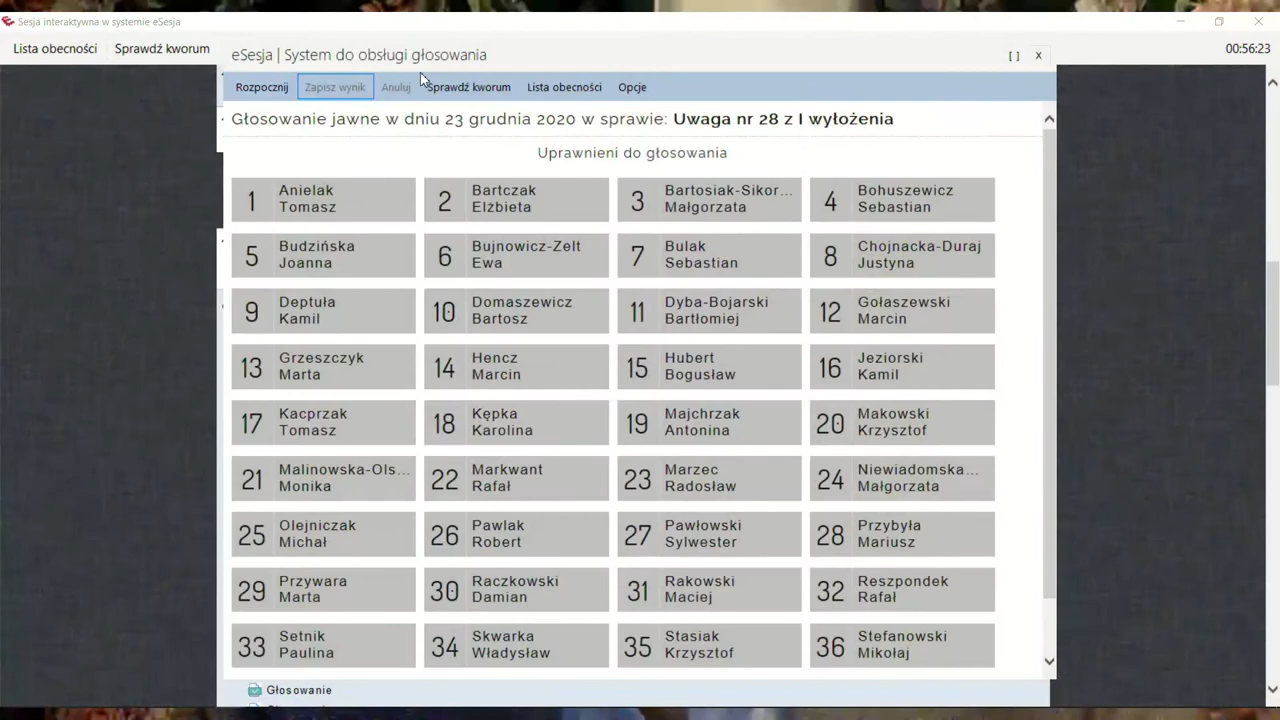 Sesja interaktywna w systemie eSesja
Lista obecności Sprawdź kworum
00:56:23
eSesja | System do obsługi głosowania
[ ] X
Rozpocznij Zapisz wynik Anuluj Sprawdź kworum Lista obecności Opcje
Głosowanie jawne w dniu 23 grudnia 2020 w sprawie: Uwaga nr 28 z I wyłożenia
Uprawnieni do głosowania
1 Anielak Tomasz
2 Bartczak Elżbieta
3 Bartosiak-Sikor... Małgorzata
4 Bohuszewicz Sebastian
5 Budzińska Joanna
6 Bujnowicz-Zelt Ewa
7 Bulak Sebastian
8 Chojnacka-Duraj Justyna
9 Deptuła Kamil
10 Domaszewicz Bartosz
11 Dyba-Bojarski Bartłomiej
12 Gołaszewski Marcin
13 Grzeszczyk Marta
14 Hencz Marcin
15 Hubert Bogusław
16 Jeziorski Kamil
17 Kacprzak Tomasz
18 Kępka Karolina
19 Majchrzak Antonina
20 Makowski Krzysztof
21 Malinowska-Ols... Monika
22 Markwant Rafał
23 Marzec Radosław
24 Niewiadomska... Małgorzata
25 Olejniczak Michał
26 Pawlak Robert
27 Pawłowski Sylwester
28 Przybyła Mariusz
29 Przywara Marta
30 Raczkowski Damian
31 Rakowski Maciej
32 Reszpondek Rafał
33 Setnik Paulina
34 Skwarka Władysław
35 Stasiak Krzysztof
36 Stefanowski Mikołaj
Głosowanie